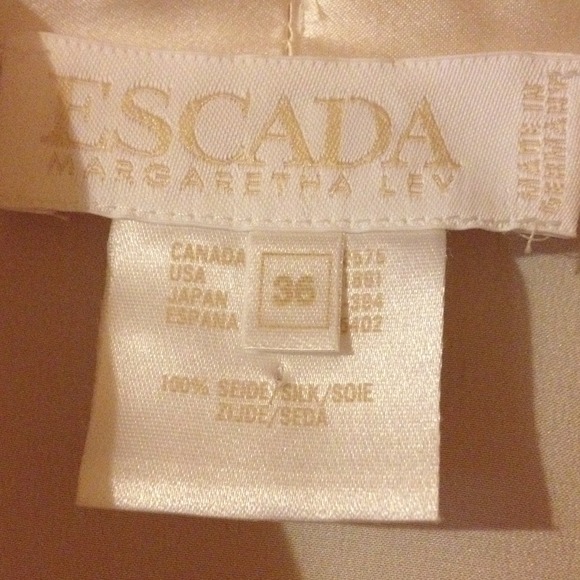 ESCADA
MARGARETHA LEY
MADE IN
GERMANY
CANADA
USA
JAPAN
ESPANA
36
100% SEIDE/SILK/SOIE
ZIJDE/SEDA